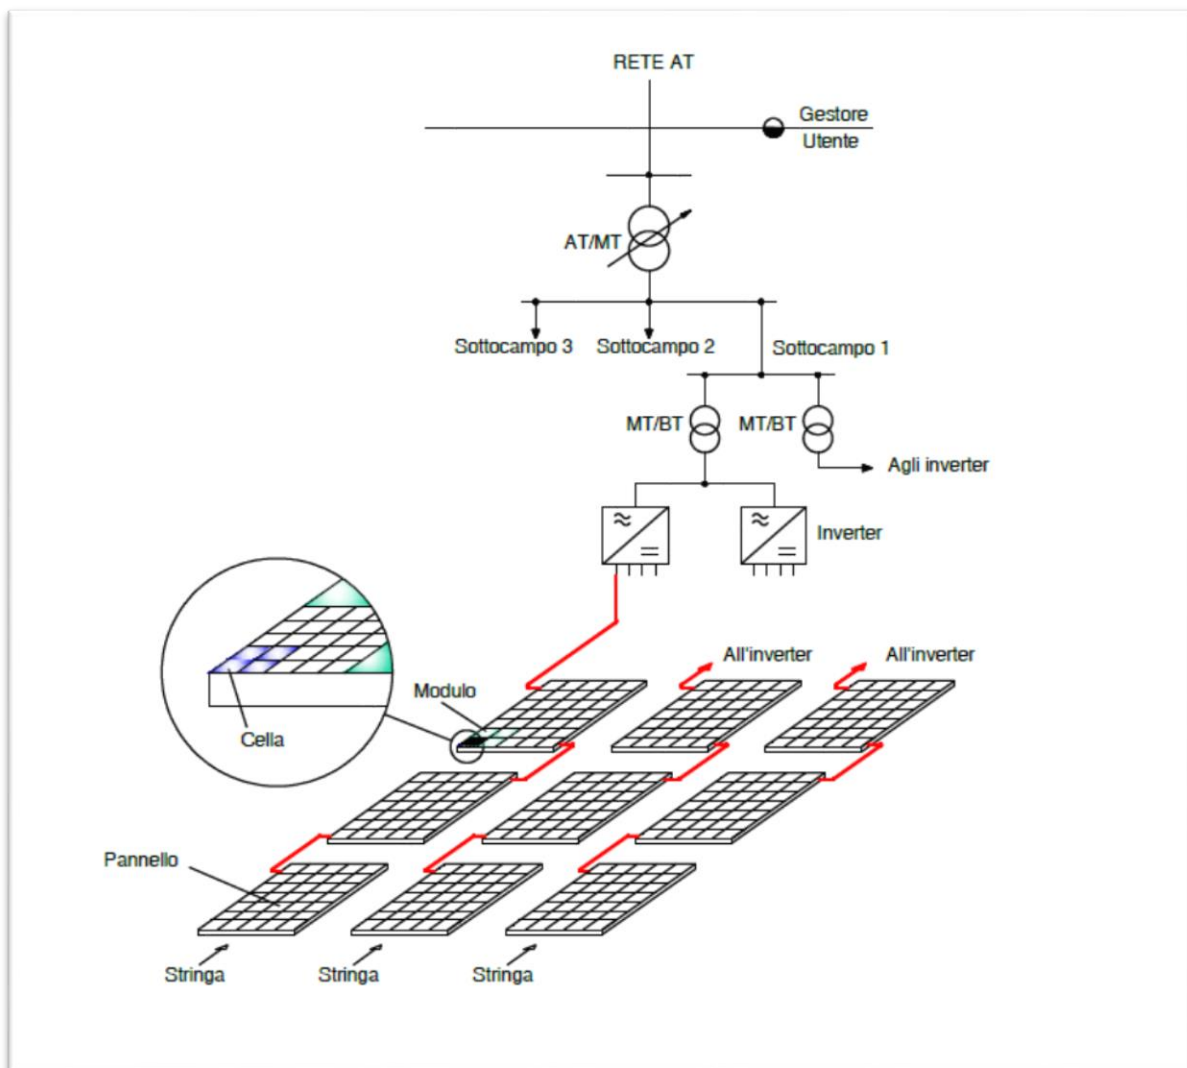 RETE AT
Gestore
Utente
AT/MT
Sottocampo 3
Sottocampo 2
Sottocampo 1
MT/BT
MT/BT
Agli inverter
Inverter
All'inverter
All'inverter
Modulo
Cella
Pannello
Stringa
Stringa
Stringa